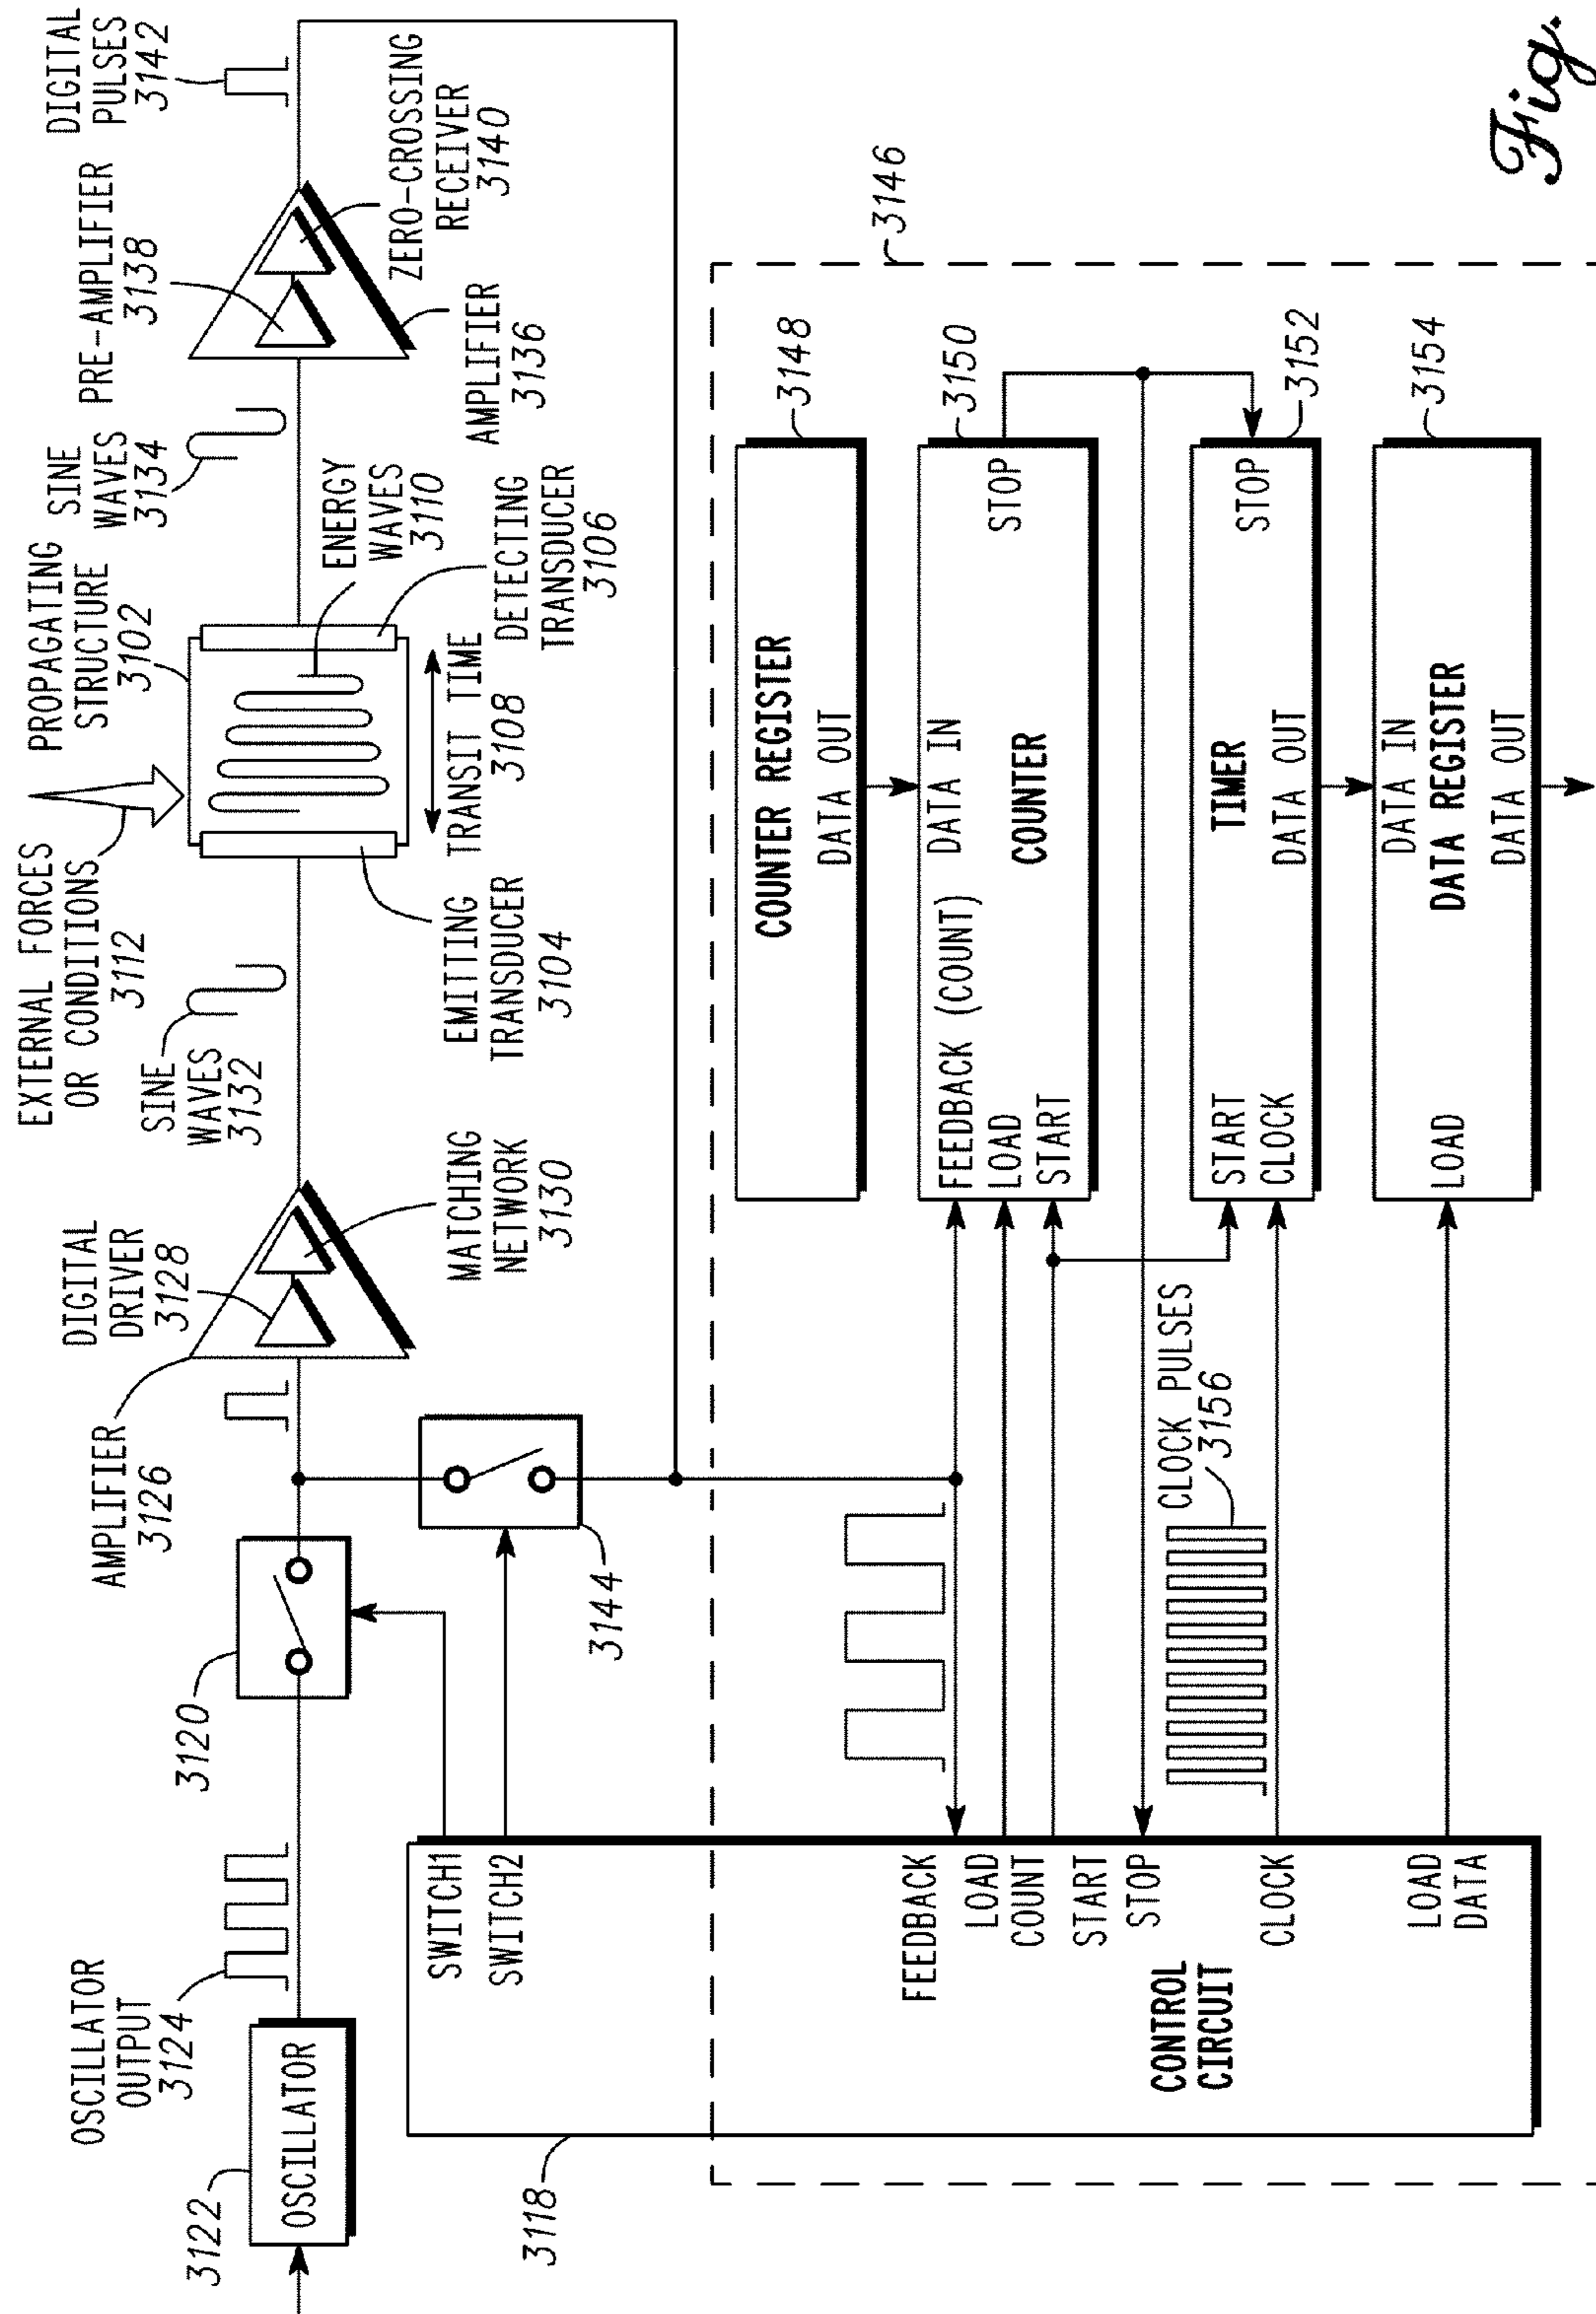 OSCILLATOR
OUTPUT
3124
3122
OSCILLATOR
3120
AMPLIFIER
3126
DIGITAL
DRIVER
3128
MATCHING
NETWORK
3130
SINE
WAVES
3132
EXTERNAL FORCES
OR CONDITIONS
3112
PROPAGATING
STRUCTURE
3102
EMITTING
TRANSDUCER
3104
TRANSIT TIME
3108
ENERGY
WAVES
3110
DETECTING
TRANSDUCER
3106
SINE
WAVES
3134
PRE-AMPLIFIER
3138
AMPLIFIER
3136
ZERO-CROSSING
RECEIVER
3140
DIGITAL
PULSES
3142
3144
3146
3118
SWITCH1
SWITCH2
FEEDBACK
LOAD
COUNT
START
STOP
CLOCK
LOAD
DATA
CONTROL
CIRCUIT
CLOCK PULSES
3156
COUNTER REGISTER
DATA OUT
3148
FEEDBACK (COUNT)
LOAD
START
DATA IN
COUNTER
STOP
3150
START
CLOCK
TIMER
DATA OUT
STOP
3152
LOAD
DATA IN
DATA REGISTER
DATA OUT
3154
Fig.